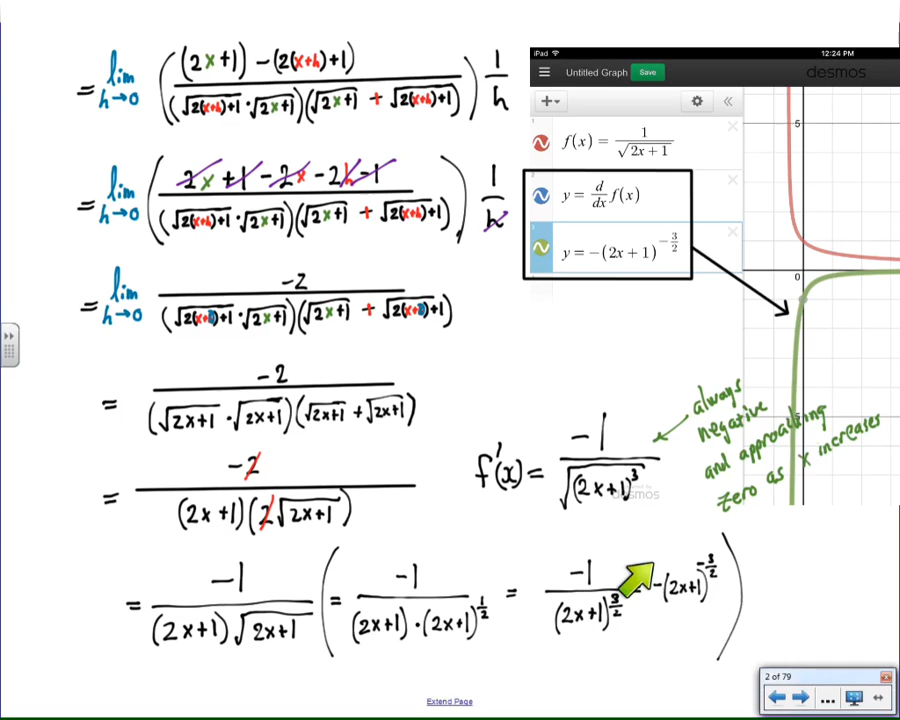 iPad 12:24 PM
Untitled Graph Save desmos
= lim h→0 ( ((2x+1) − (2(x+h)+1)) / ((√2(x+h)+1 · √2x+1)(√2x+1 + √2(x+h)+1)) ) 1/h
5
1 f(x) = 1/√(2x+1)
y = d/dx f(x)
= lim h→0 ( (2x + 1 − 2x − 2h − 1) / ((√2(x+h)+1 · √2x+1)(√2x+1 + √2(x+h)+1)) ) 1/h
y = −(2x+1)^(−3/2)
0
= lim h→0 −2 / ((√2(x+0)+1 · √2x+1)(√2x+1 + √2(x+0)+1))
= −2 / ((√2x+1 · √2x+1)(√2x+1 + √2x+1))
always
negative
and approaching
zero as x increases
= −2 / ((2x+1)(2√2x+1))
f'(x) = −1 / √(2x+1)³
desmos
= −1 / ((2x+1)√2x+1) ( = −1 / ((2x+1)·(2x+1)^(1/2)) = −1 / (2x+1)^(3/2) = −(2x+1)^(−3/2) )
2 of 79
...
Extend Page